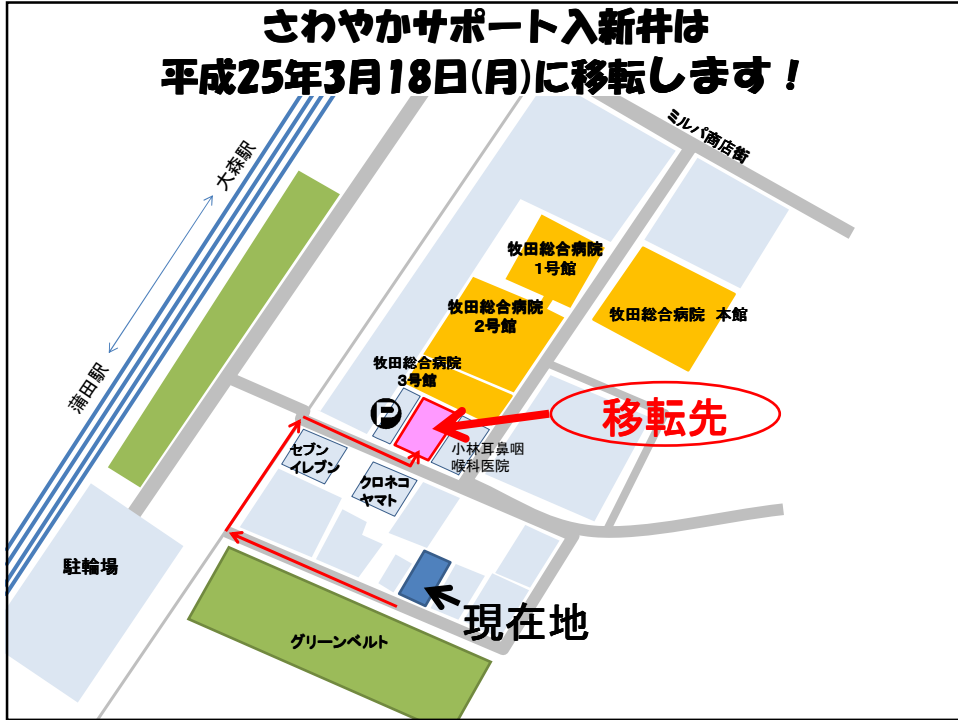 さわやかサポート入新井は
平成25年3月18日(月)に移転します！
ミルパ商店街
大森駅
蒲田駅
牧田総合病院
1号館
牧田総合病院
2号館
牧田総合病院 本館
牧田総合病院
3号館
P
移転先
小林耳鼻咽
喉科医院
セブン
イレブン
クロネコ
ヤマト
駐輪場
現在地
グリーンベルト